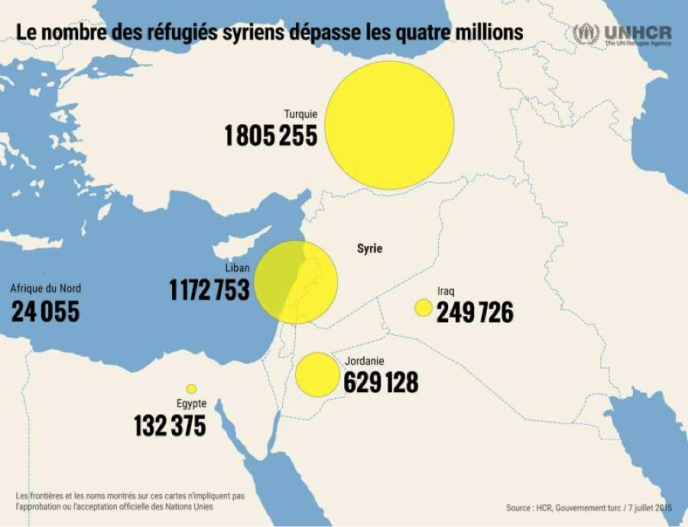 Le nombre des réfugiés syriens dépasse les quatre millions
UNHCR
The UN Refugee Agency
Turquie
1 805 255
Syrie
Liban
1 172 753
Afrique du Nord
24 055
Iraq
249 726
Jordanie
629 128
Egypte
132 375
Les frontières et les noms montrés sur ces cartes n'impliquent pas
l'approbation ou l'acceptation officielle des Nations Unies
Source : HCR, Gouvernement turc / 7 juillet 2015